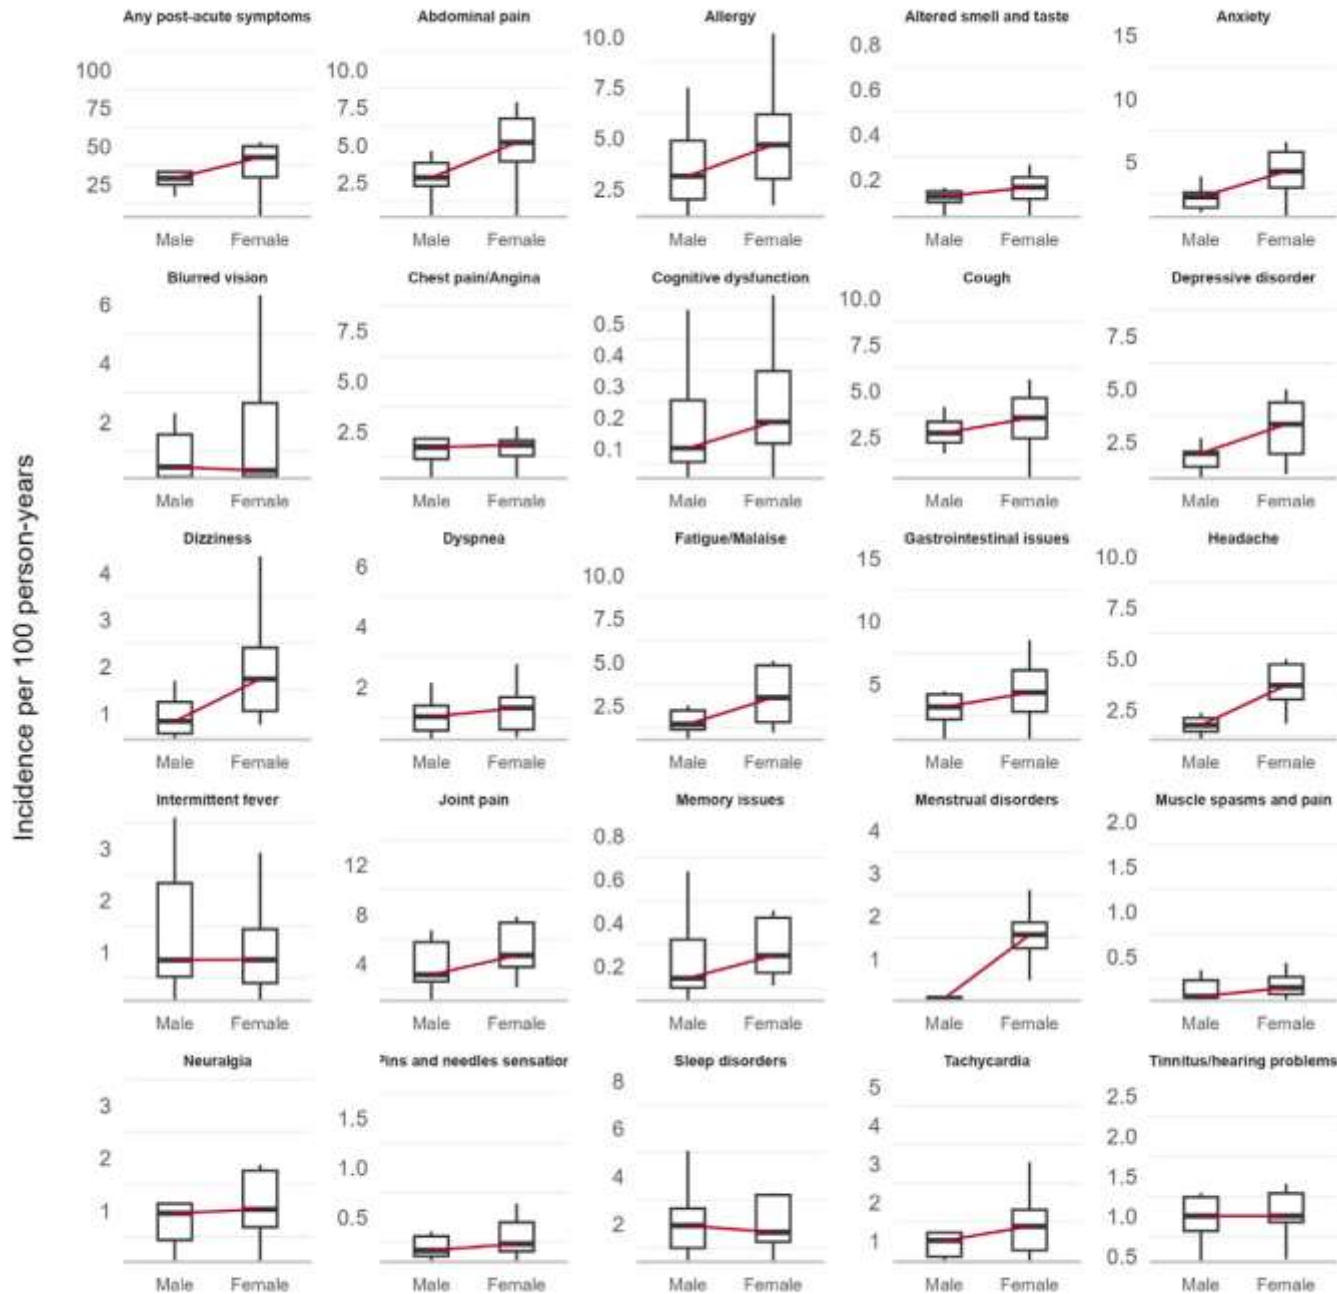 Incidence per 100 person-years
Any post-acute symptoms
100
75
50
25
Male Female
Abdominal pain
10.0
7.5
5.0
2.5
Male Female
Allergy
10.0
7.5
5.0
2.5
Male Female
Altered smell and taste
0.8
0.6
0.4
0.2
Male Female
Anxiety
15
10
5
Male Female
Blurred vision
6
4
2
Male Female
Chest pain/Angina
7.5
5.0
2.5
Male Female
Cognitive dysfunction
0.5
0.4
0.3
0.2
0.1
Male Female
Cough
10.0
7.5
5.0
2.5
Male Female
Depressive disorder
7.5
5.0
2.5
Male Female
Dizziness
4
3
2
1
Male Female
Dyspnea
6
4
2
Male Female
Fatigue/Malaise
10.0
7.5
5.0
2.5
Male Female
Gastrointestinal issues
15
10
5
Male Female
Headache
10.0
7.5
5.0
2.5
Male Female
Intermittent fever
3
2
1
Male Female
Joint pain
12
8
4
Male Female
Memory issues
0.8
0.6
0.4
0.2
Male Female
Menstrual disorders
4
3
2
1
Male Female
Muscle spasms and pain
2.0
1.5
1.0
0.5
Male Female
Neuralgia
3
2
1
Male Female
Pins and needles sensation
1.5
1.0
0.5
Male Female
Sleep disorders
8
6
4
2
Male Female
Tachycardia
5
4
3
2
1
Male Female
Tinnitus/hearing problems
2.5
2.0
1.5
1.0
0.5
Male Female